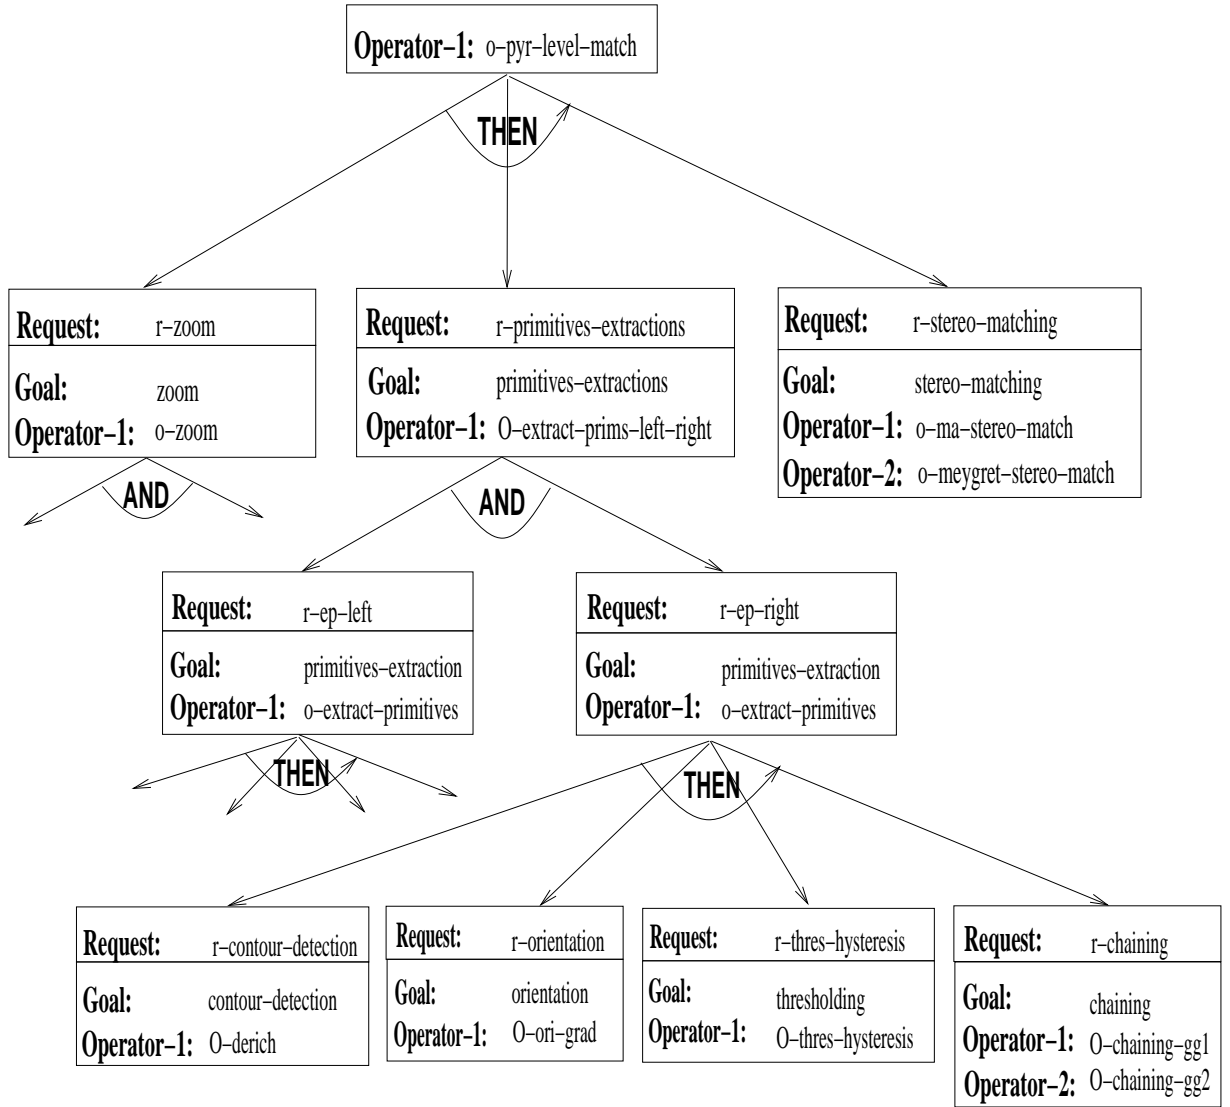 Operator–1: o–pyr–level–match
THEN
Request: r–zoom
Goal: zoom
Operator–1: o–zoom
AND
Request: r–primitives–extractions
Goal: primitives–extractions
Operator–1: O–extract–prims–left–right
AND
Request: r–stereo–matching
Goal: stereo–matching
Operator–1: o–ma–stereo–match
Operator–2: o–meygret–stereo–match
Request: r–ep–left
Goal: primitives–extraction
Operator–1: o–extract–primitives
THEN
Request: r–ep–right
Goal: primitives–extraction
Operator–1: o–extract–primitives
THEN
Request: r–contour–detection
Goal: contour–detection
Operator–1: O–derich
Request: r–orientation
Goal: orientation
Operator–1: O–ori–grad
Request: r–thres–hysteresis
Goal: thresholding
Operator–1: O–thres–hysteresis
Request: r–chaining
Goal: chaining
Operator–1: O–chaining–gg1
Operator–2: O–chaining–gg2